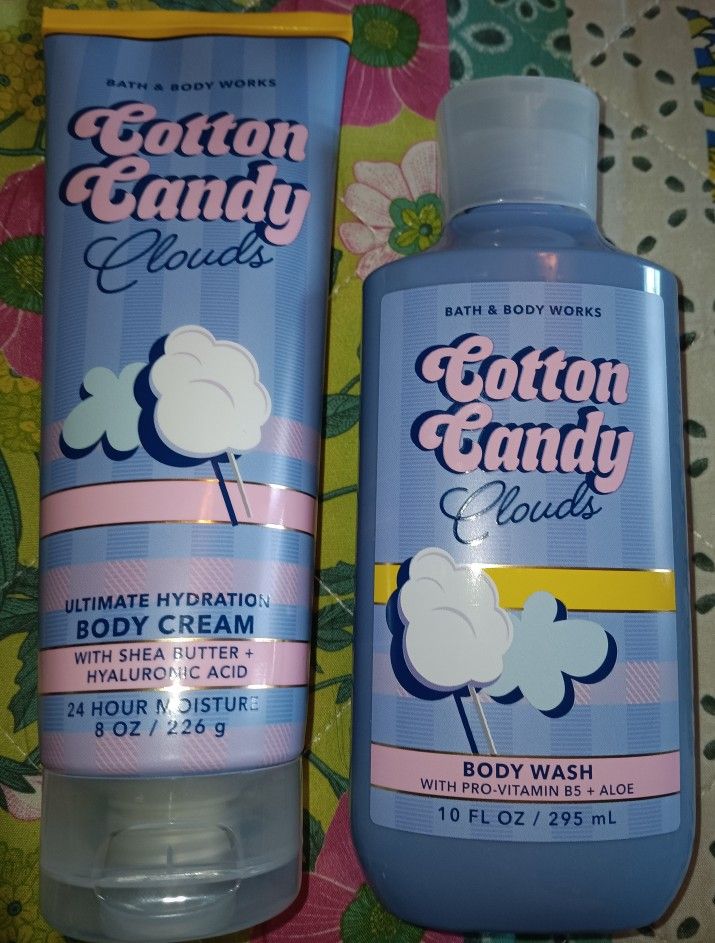 BATH & BODY WORKS
Cotton
Candy
Clouds
ULTIMATE HYDRATION
BODY CREAM
WITH SHEA BUTTER +
HYALURONIC ACID
24 HOUR MOISTURE
8 OZ / 226 g
BATH & BODY WORKS
Cotton
Candy
Clouds
BODY WASH
WITH PRO-VITAMIN B5 + ALOE
10 FL OZ / 295 mL